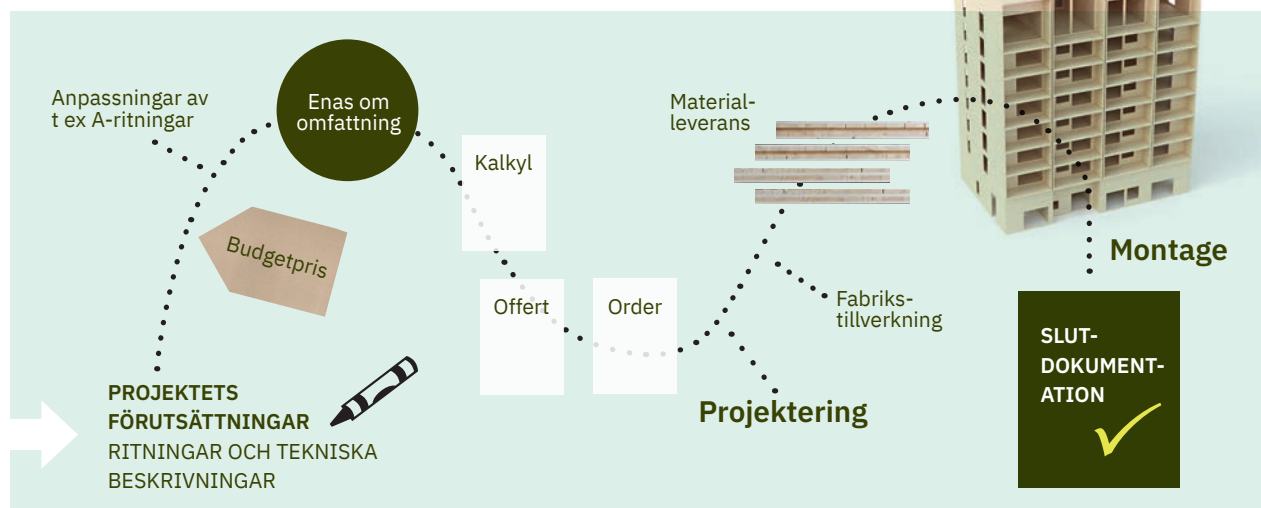 Anpassningar av
t ex A-ritningar
Enas om
omfattning
Budgetpris
PROJEKTETS
FÖRUTSÄTTNINGAR
RITNINGAR OCH TEKNISKA
BESKRIVNINGAR
Kalkyl
Offert
Order
Projektering
Fabriks-
tillverkning
Material-
leverans
Montage
SLUT-
DOKUMENT-
ATION